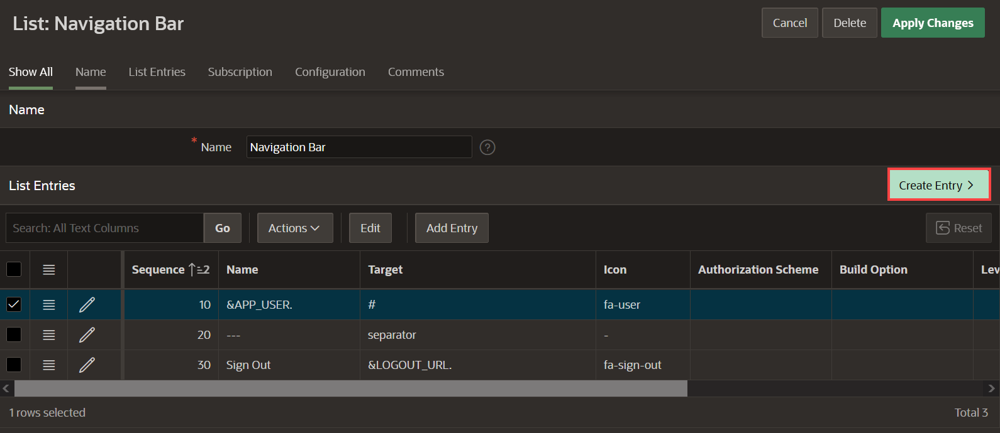 List: Navigation Bar
Cancel Delete Apply Changes
Show All Name List Entries Subscription Configuration Comments
Name
* Name Navigation Bar ?
List Entries Create Entry >
Search: All Text Columns Go Actions Edit Add Entry Reset
Sequence 2 Name Target Icon Authorization Scheme Build Option Lev
10 &APP_USER. # fa-user
20 --- separator -
30 Sign Out &LOGOUT_URL. fa-sign-out
1 rows selected Total 3